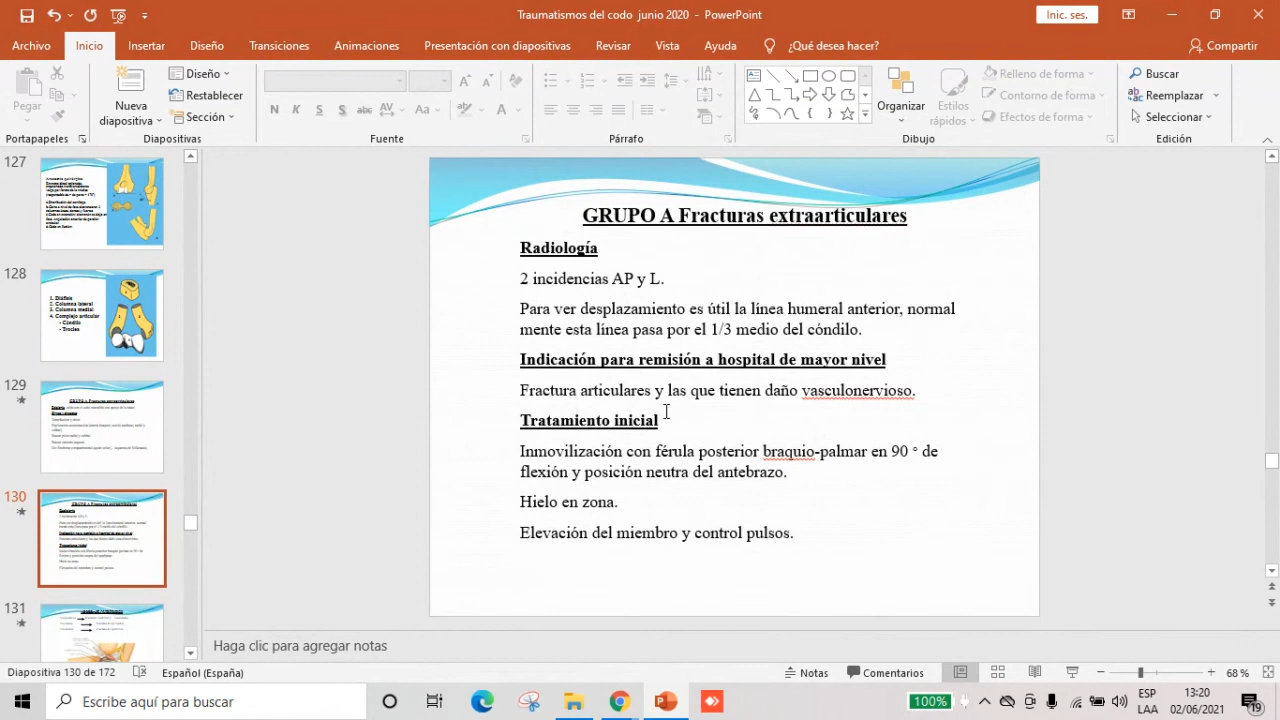 Traumatismos del codo junio 2020 - PowerPoint
Inic. ses.
Archivo Inicio Insertar Diseño Transiciones Animaciones Presentación con diapositivas Revisar Vista Ayuda ¿Qué desea hacer? Compartir
Pegar
Nueva diapositiva
Diseño
Restablecer
Sección
N K S S abc AV Aa A
Organizar
Estilos rápidos
Relleno de forma
Contorno de forma
Efectos de forma
Buscar
Reemplazar
Seleccionar
Portapapeles Diapositivas Fuente Párrafo Dibujo Edición
127
128
1. Diáfisis
2. Columna lateral
3. Columna medial
4. Complejo articular
- Cóndilo
- Troclea
129
130
131
GRUPO A Fracturas extraarticulares
Radiología
2 incidencias AP y L.
Para ver desplazamiento es útil la línea humeral anterior, normal
mente esta línea pasa por el 1/3 medio del cóndilo.
Indicación para remisión a hospital de mayor nivel
Fractura articulares y las que tienen daño vasculonervioso.
Tratamiento inicial
Inmovilización con férula posterior braquio-palmar en 90 ° de
flexión y posición neutra del antebrazo.
Hielo en zona.
Elevación del miembro y control pulsos.
Haga clic para agregar notas
Diapositiva 130 de 172 Español (España) Notas Comentarios 68 %
Escribe aquí para buscar
100%
ESP
LAA
13:20
02/06/2021
19